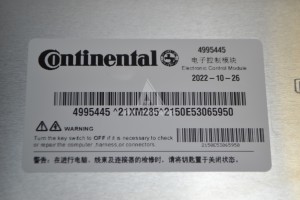 Continental
4995445
电子控制模块
Electronic Control Module
2022-10-26
4995445 ^21XM285^2150E53065950
WARNING
Turn the key switch to OFF if it is necessary to check
or repair the computer, harness or connectors.
2150E53065950
警告：在进行电脑、线束及连接器的检修时，请将钥匙置于关闭状态。